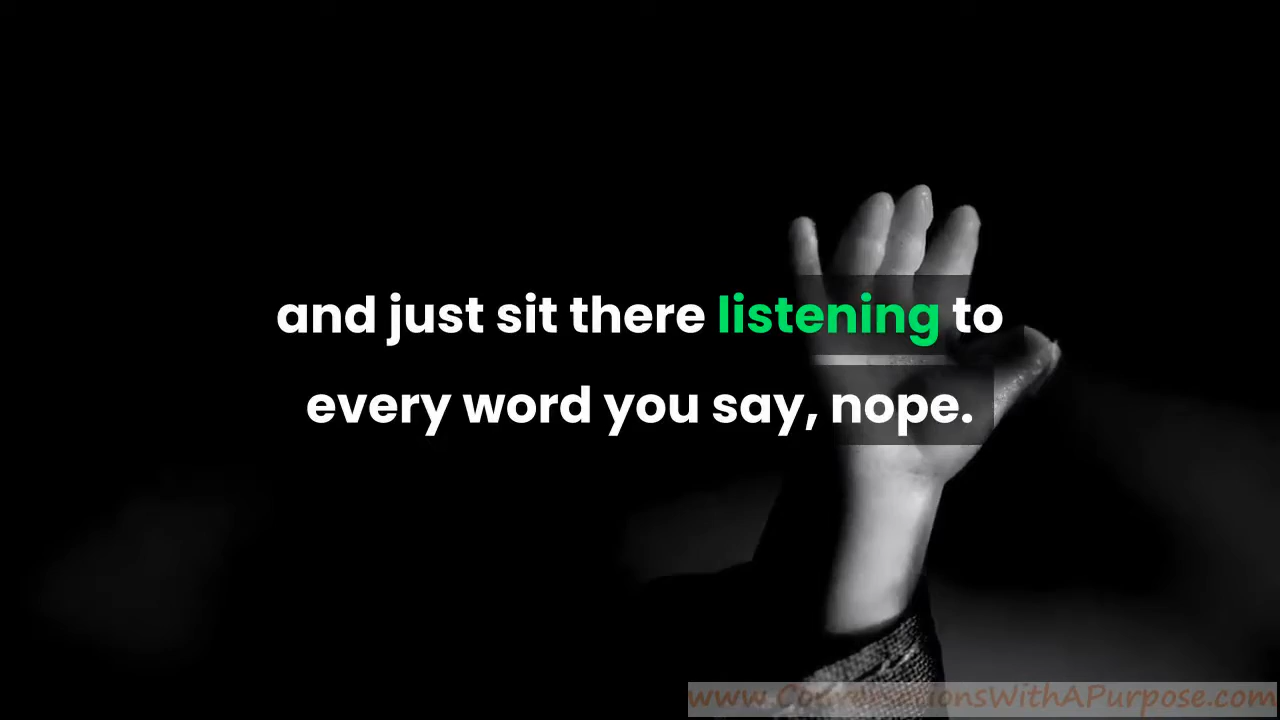 and just sit there listening to
every word you say, nope.
www.ConversationsWithAPurpose.com